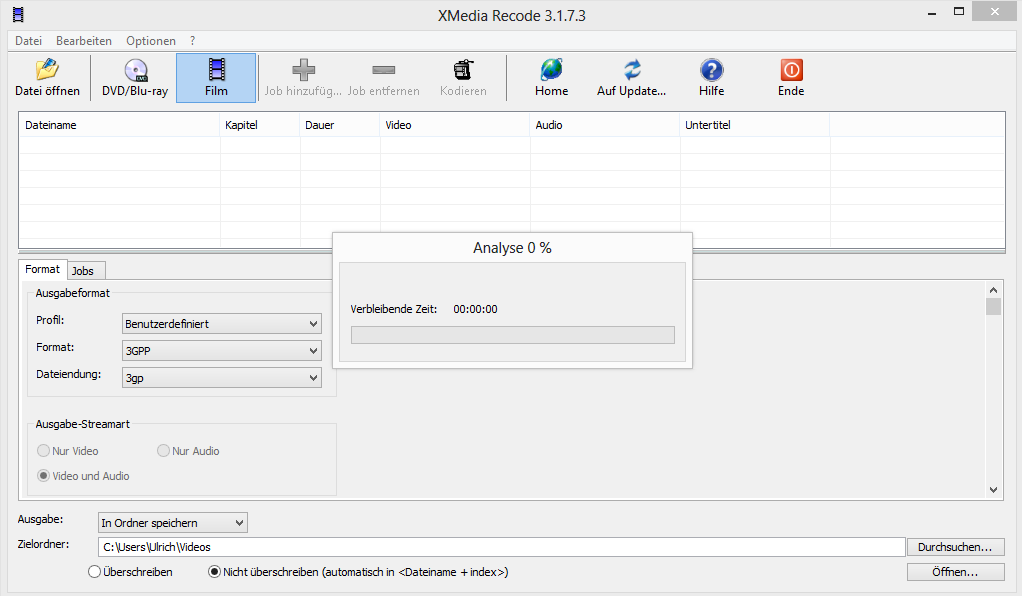 XMedia Recode 3.1.7.3
Datei Bearbeiten Optionen ?
Datei öffnen DVD/Blu-ray Film Job hinzufüg... Job entfernen Kodieren Home Auf Update... Hilfe Ende
Dateiname Kapitel Dauer Video Audio Untertitel
Analyse 0 %
Verbleibende Zeit: 00:00:00
Format Jobs
Ausgabeformat
Profil: Benutzerdefiniert
Format: 3GPP
Dateiendung: 3gp
Ausgabe-Streamart
Nur Video Nur Audio
Video und Audio
Ausgabe: In Ordner speichern
Zielordner: C:\Users\Ulrich\Videos Durchsuchen...
Überschreiben Nicht überschreiben (automatisch in <Dateiname + index>) Öffnen...